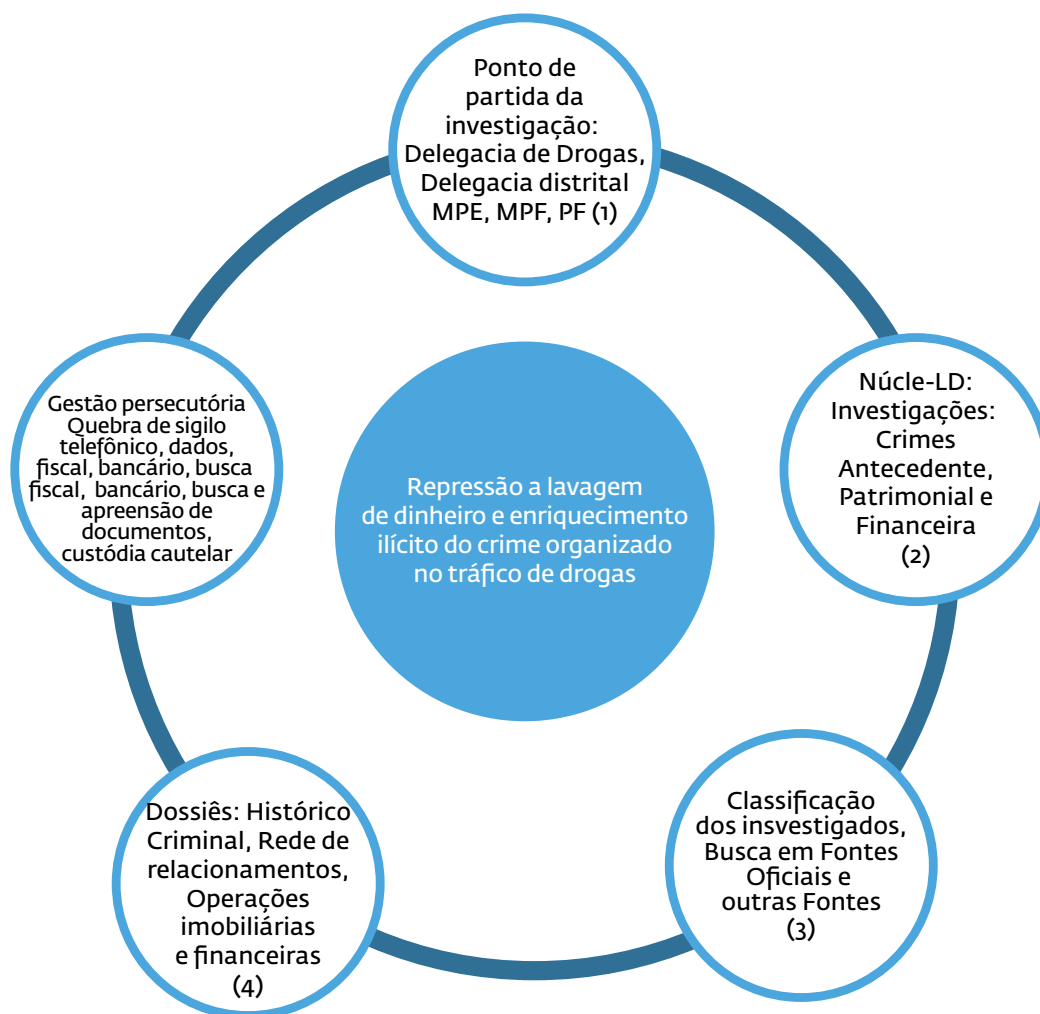 Ponto de
partida da
investigação:
Delegacia de Drogas,
Delegacia distrital
MPE, MPF, PF (1)
Núcle-LD:
Investigações:
Crimes
Antecedente,
Patrimonial e
Financeira
(2)
Classificação
dos insvestigados,
Busca em Fontes
Oficiais e
outras Fontes
(3)
Dossiês: Histórico
Criminal, Rede de
relacionamentos,
Operações
imobiliárias
e financeiras
(4)
Gestão persecutória
Quebra de sigilo
telefônico, dados,
fiscal, bancário, busca
fiscal, bancário, busca e
apreensão de
documentos,
custódia cautelar
Repressão a lavagem
de dinheiro e enriquecimento
ilícito do crime organizado
no tráfico de drogas